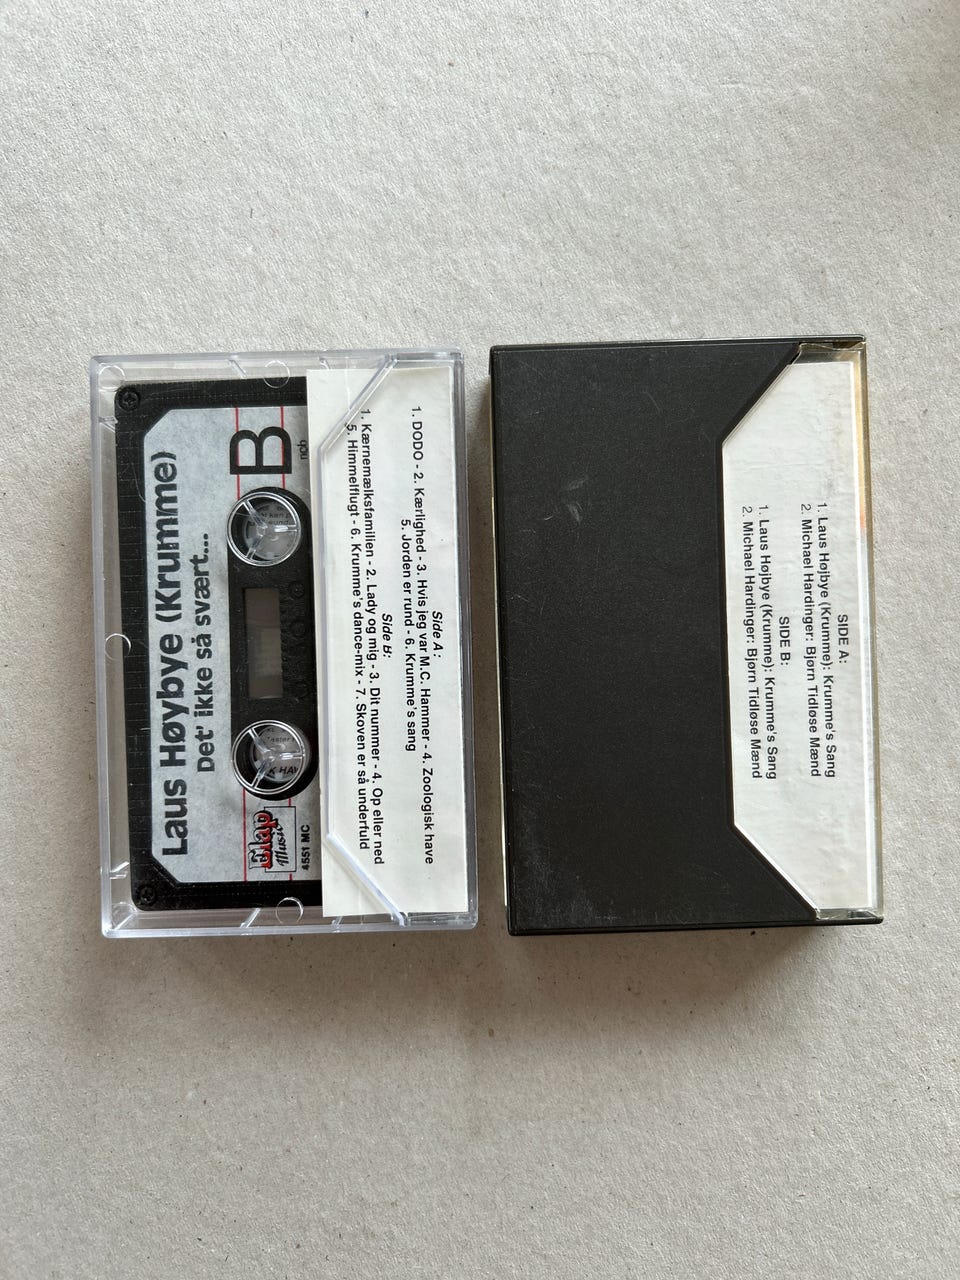 Laus Høybye (Krumme)
Det' ikke så svært...
B
ncb
Music
4551 MC
Side A:
1. DODO - 2. Kærlighed - 3. Hvis jeg var M.C. Hammer - 4. Zoologisk have
5. Jorden er rund - 6. Krumme's sang
Side B:
1. Kærnemælksfamilien - 2. Lady og mig - 3. Dit nummer - 4. Op eller ned
5. Himmelflugt - 6. Krumme's dance-mix - 7. Skoven er så underfuld
SIDE A:
1. Laus Højbye (Krumme): Krumme's Sang
2. Michael Hardinger: Bjørn Tidløse Mænd
SIDE B:
1. Laus Højbye (Krumme): Krumme's Sang
2. Michael Hardinger: Bjørn Tidløse Mænd